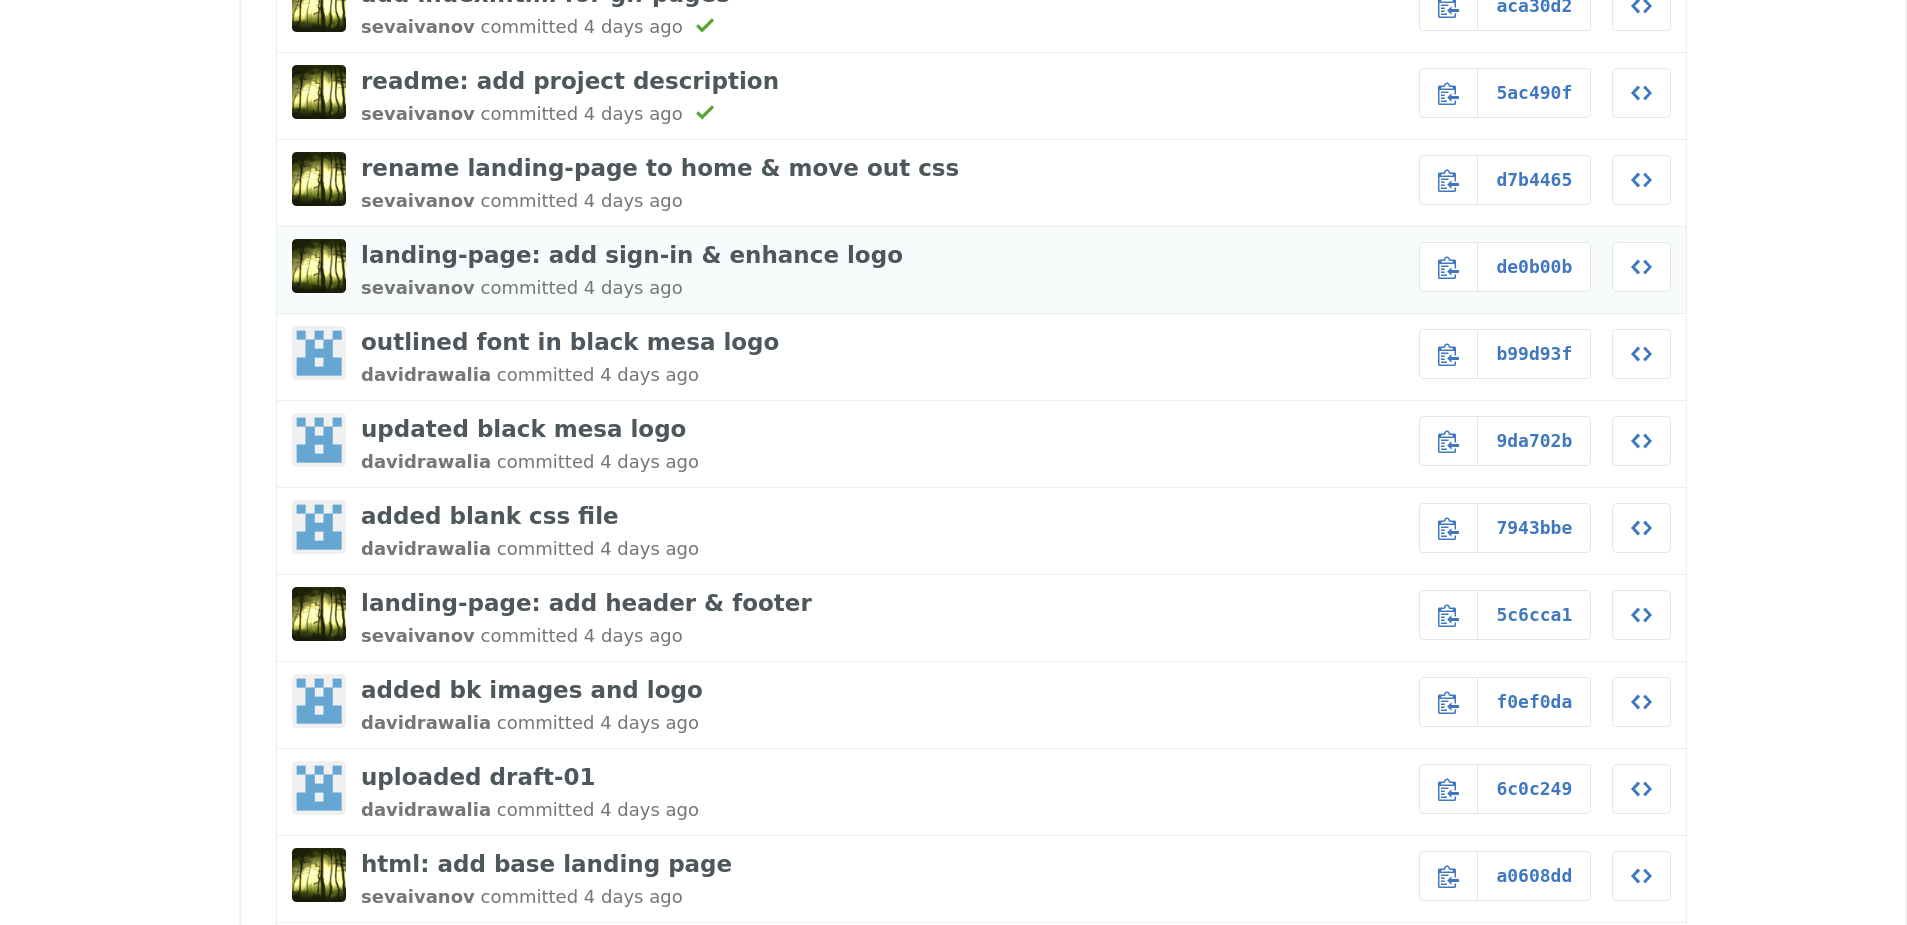 add index.html for gh-pages
sevaivanov committed 4 days ago
aca30d2
readme: add project description
sevaivanov committed 4 days ago
5ac490f
rename landing-page to home & move out css
sevaivanov committed 4 days ago
d7b4465
landing-page: add sign-in & enhance logo
sevaivanov committed 4 days ago
de0b00b
outlined font in black mesa logo
davidrawalia committed 4 days ago
b99d93f
updated black mesa logo
davidrawalia committed 4 days ago
9da702b
added blank css file
davidrawalia committed 4 days ago
7943bbe
landing-page: add header & footer
sevaivanov committed 4 days ago
5c6cca1
added bk images and logo
davidrawalia committed 4 days ago
f0ef0da
uploaded draft-01
davidrawalia committed 4 days ago
6c0c249
html: add base landing page
sevaivanov committed 4 days ago
a0608dd